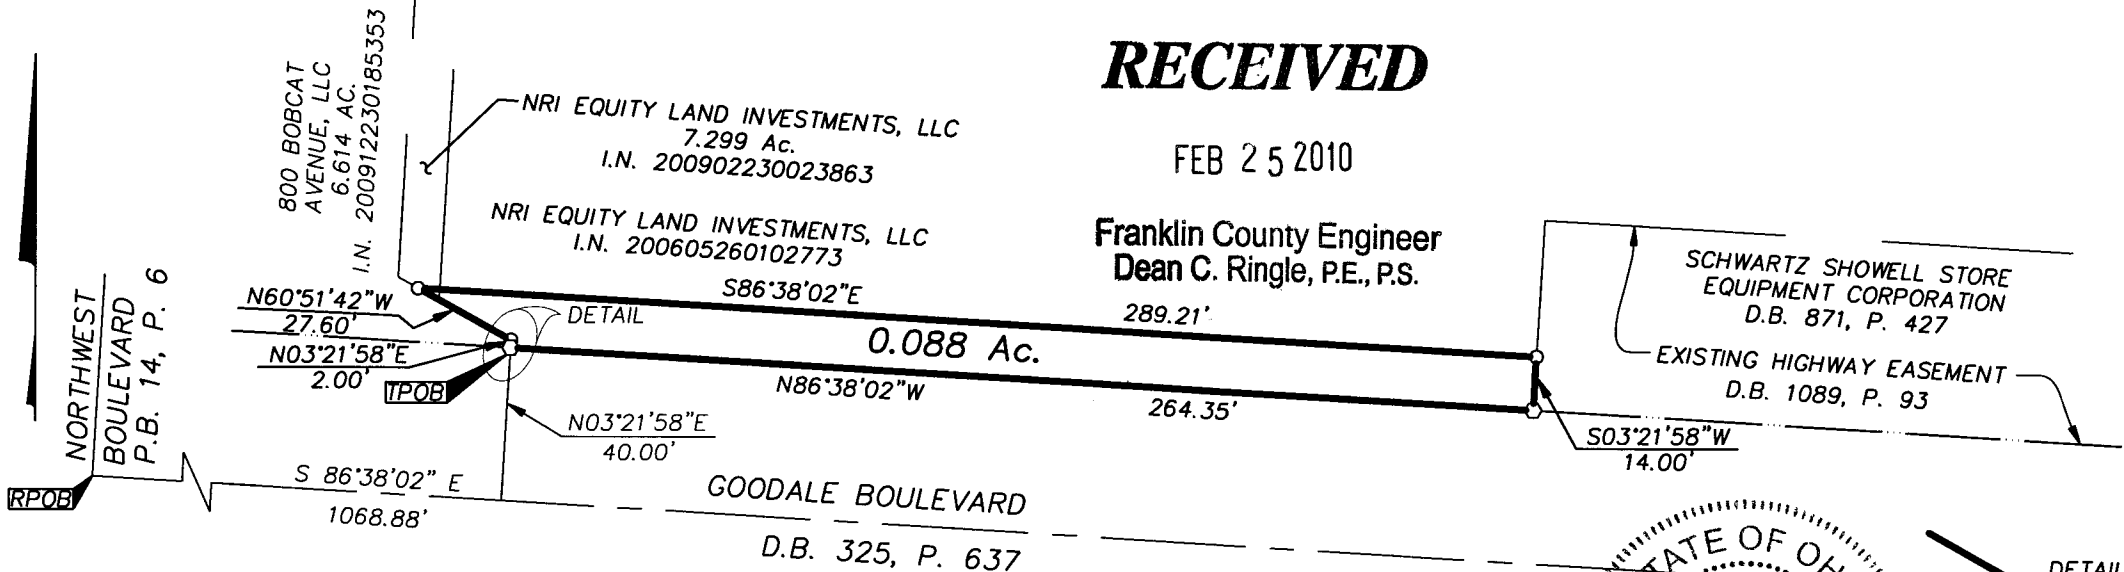 RECEIVED
FEB 25 2010
Franklin County Engineer
Dean C. Ringle, P.E., P.S.
800 BOBCAT
AVENUE, LLC
6.614 AC.
I.N. 200912230185353
NRI EQUITY LAND INVESTMENTS, LLC
7.299 Ac.
I.N. 200902230023863
NRI EQUITY LAND INVESTMENTS, LLC
I.N. 200605260102773
NORTHWEST
BOULEVARD
P.B. 14, P. 6
N60°51'42"W
27.60'
N03°21'58"E
2.00'
TPOB
DETAIL
S86°38'02"E
289.21'
0.088 Ac.
N86°38'02"W
264.35'
N03°21'58"E
40.00'
SCHWARTZ SHOWELL STORE
EQUIPMENT CORPORATION
D.B. 871, P. 427
EXISTING HIGHWAY EASEMENT
D.B. 1089, P. 93
S03°21'58"W
14.00'
RPOB
S 86°38'02" E
1068.88'
GOODALE BOULEVARD
D.B. 325, P. 637
STATE OF OH
DETAIL